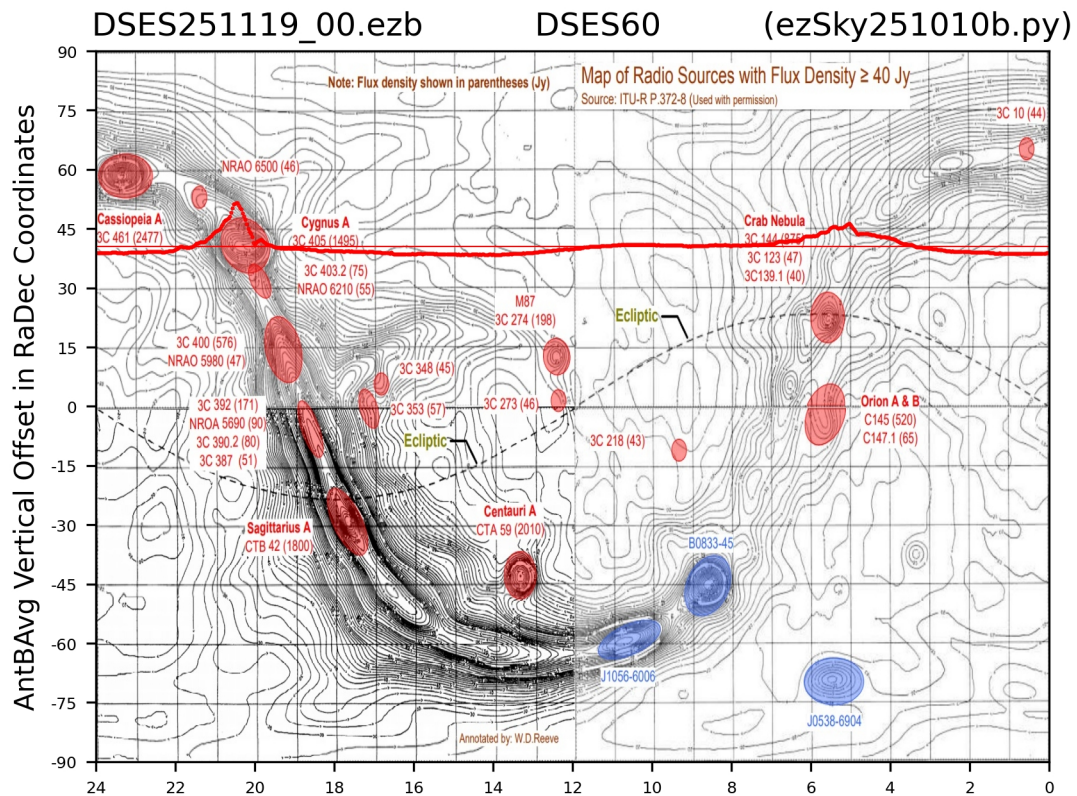 DSES251119_00.ezb DSES60 (ezSky251010b.py)
AntBAvg Vertical Offset in RaDec Coordinates
90
75
60
45
30
15
0
-15
-30
-45
-60
-75
-90
Note: Flux density shown in parentheses (Jy)
Map of Radio Sources with Flux Density ≥ 40 Jy
Source: ITU-R P.372-8 (Used with permission)
3C 10 (44)
NRAO 6500 (46)
Cassiopeia A
3C 461 (2477)
Cygnus A
3C 405 (1495)
3C 403.2 (75)
NRAO 6210 (55)
Crab Nebula
3C 144 (875)
3C 123 (47)
3C139.1 (40)
M87
3C 274 (198)
Ecliptic
3C 400 (576)
NRAO 5980 (47)
3C 348 (45)
3C 353 (57)
3C 273 (46)
3C 392 (171)
NROA 5690 (90)
3C 390.2 (80)
3C 387 (51)
Ecliptic
3C 218 (43)
Orion A & B
C145 (520)
C147.1 (65)
Sagittarius A
CTB 42 (1800)
Centauri A
CTA 59 (2010)
B0833-45
J1056-6006
J0538-6904
Annotated by: W.D.Reeve
24 22 20 18 16 14 12 10 8 6 4 2 0